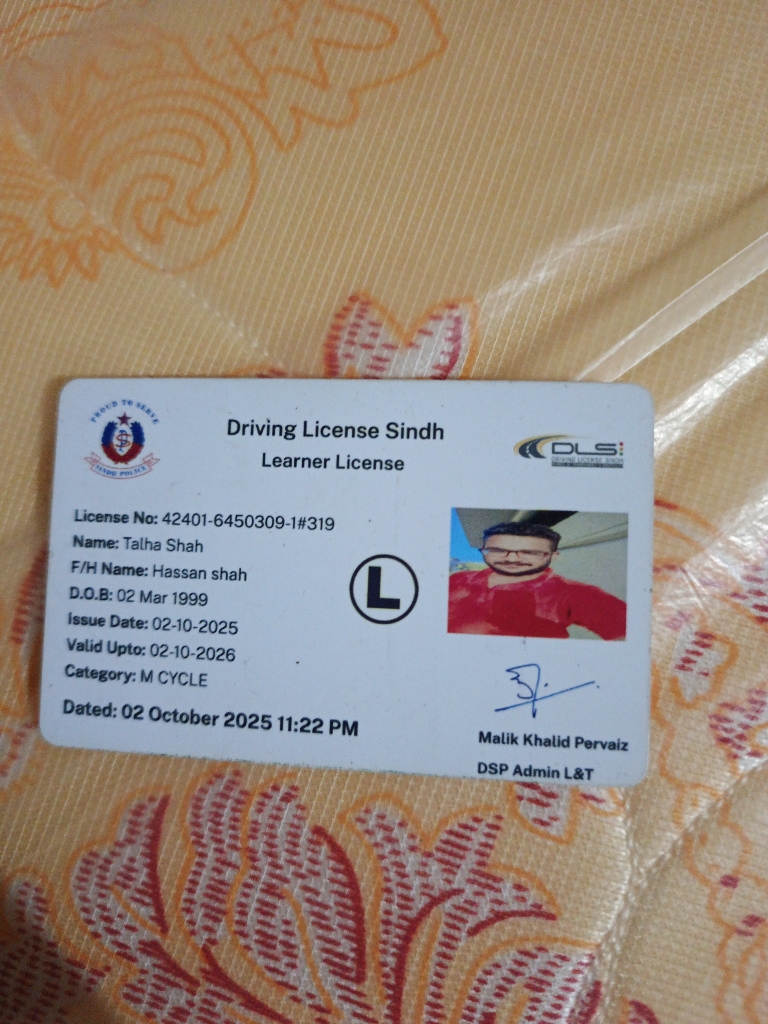 PROUD TO SERVE
SINDH POLICE
Driving License Sindh
Learner License
DLS
DRIVING LICENSE SINDH
License No: 42401-6450309-1#319
Name: Talha Shah
F/H Name: Hassan shah
D.O.B: 02 Mar 1999
Issue Date: 02-10-2025
Valid Upto: 02-10-2026
Category: M CYCLE
Dated: 02 October 2025 11:22 PM
L
Malik Khalid Pervaiz
DSP Admin L&T